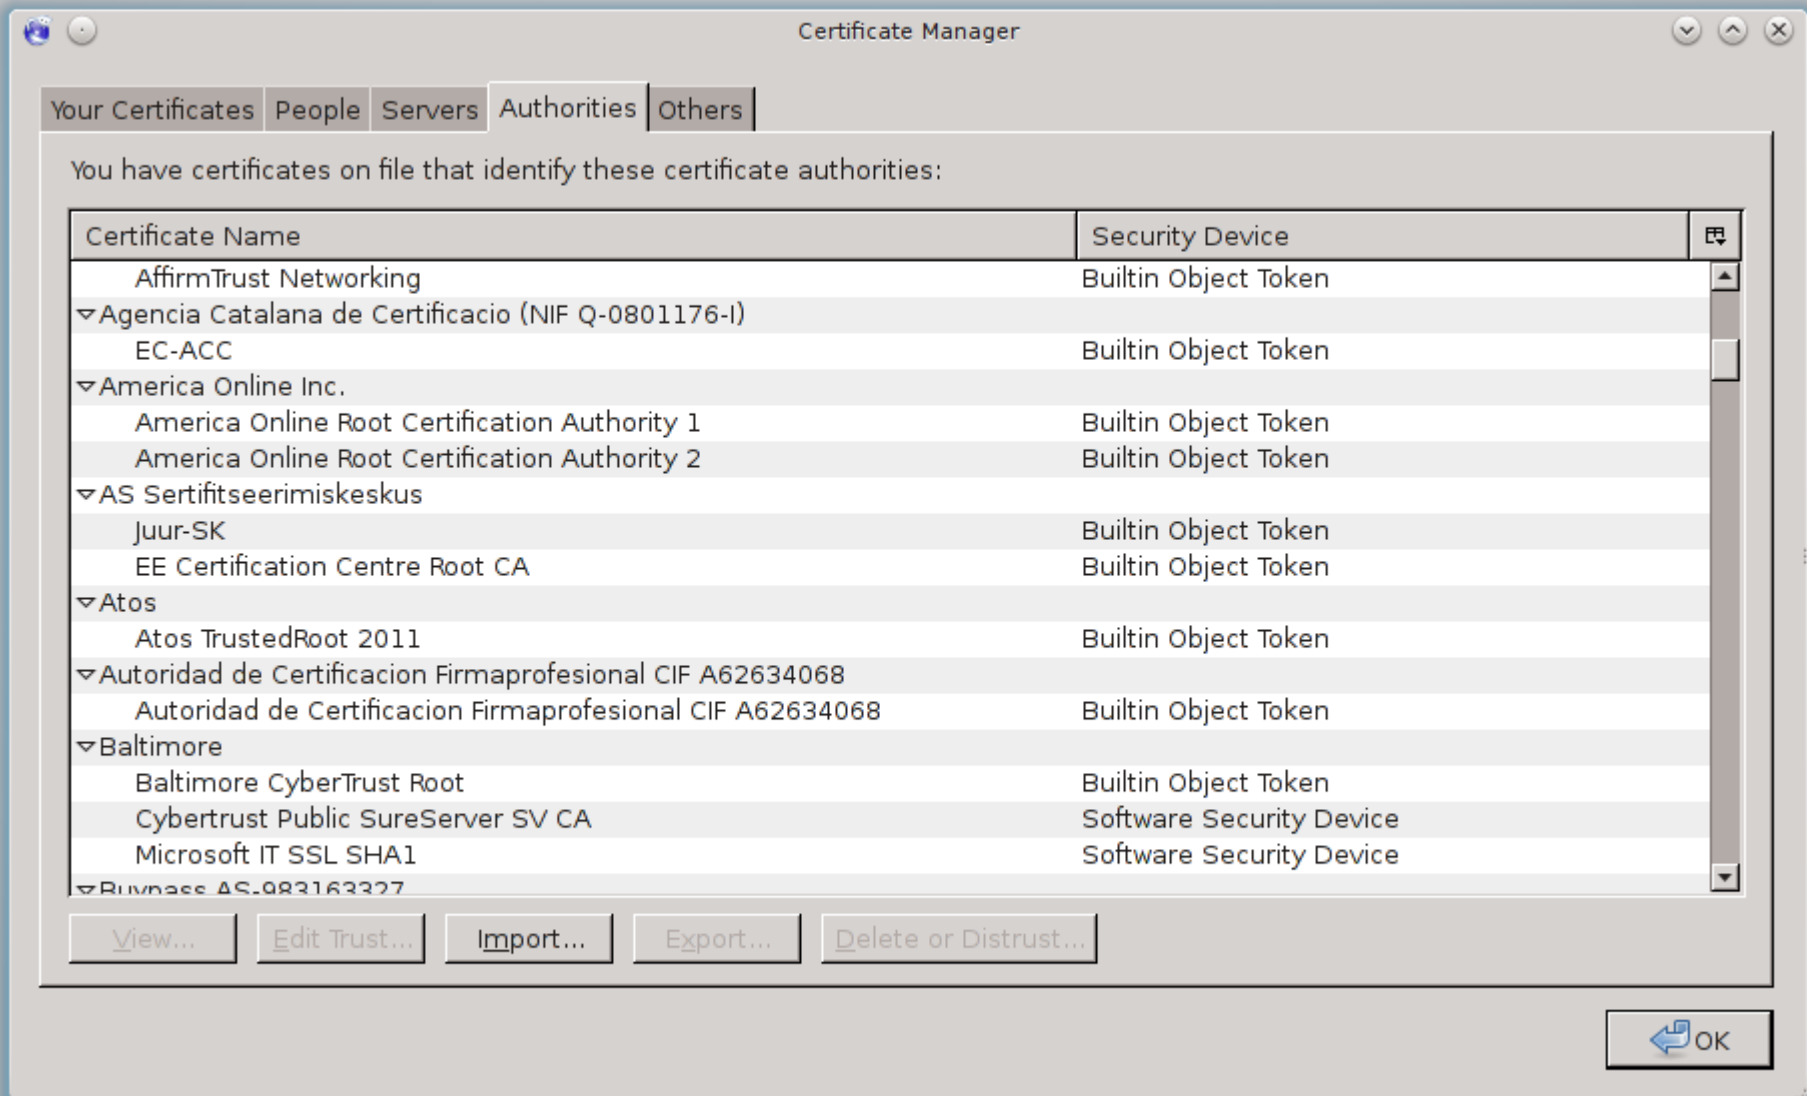 Certificate Manager
Your Certificates People Servers Authorities Others
You have certificates on file that identify these certificate authorities:
Certificate Name Security Device
AffirmTrust Networking Builtin Object Token
Agencia Catalana de Certificacio (NIF Q-0801176-I)
EC-ACC Builtin Object Token
America Online Inc.
America Online Root Certification Authority 1 Builtin Object Token
America Online Root Certification Authority 2 Builtin Object Token
AS Sertifitseerimiskeskus
Juur-SK Builtin Object Token
EE Certification Centre Root CA Builtin Object Token
Atos
Atos TrustedRoot 2011 Builtin Object Token
Autoridad de Certificacion Firmaprofesional CIF A62634068
Autoridad de Certificacion Firmaprofesional CIF A62634068 Builtin Object Token
Baltimore
Baltimore CyberTrust Root Builtin Object Token
Cybertrust Public SureServer SV CA Software Security Device
Microsoft IT SSL SHA1 Software Security Device
Buypass AS-983163327
View... Edit Trust... Import... Export... Delete or Distrust...
OK